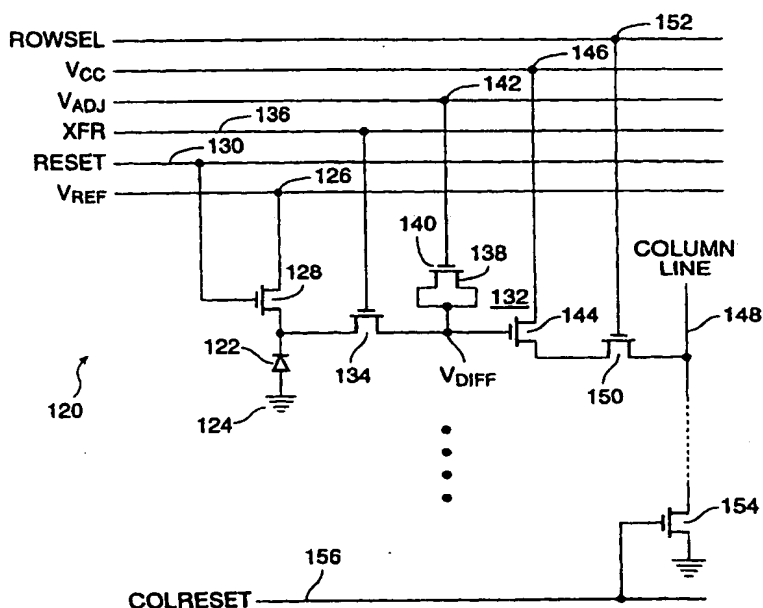 ROWSEL
152
VCC
146
VADJ
142
XFR
136
RESET
130
VREF
126
COLUMN
LINE
140
138
128
132
144
148
122
134
VDIFF
150
120
124
154
156
COLRESET